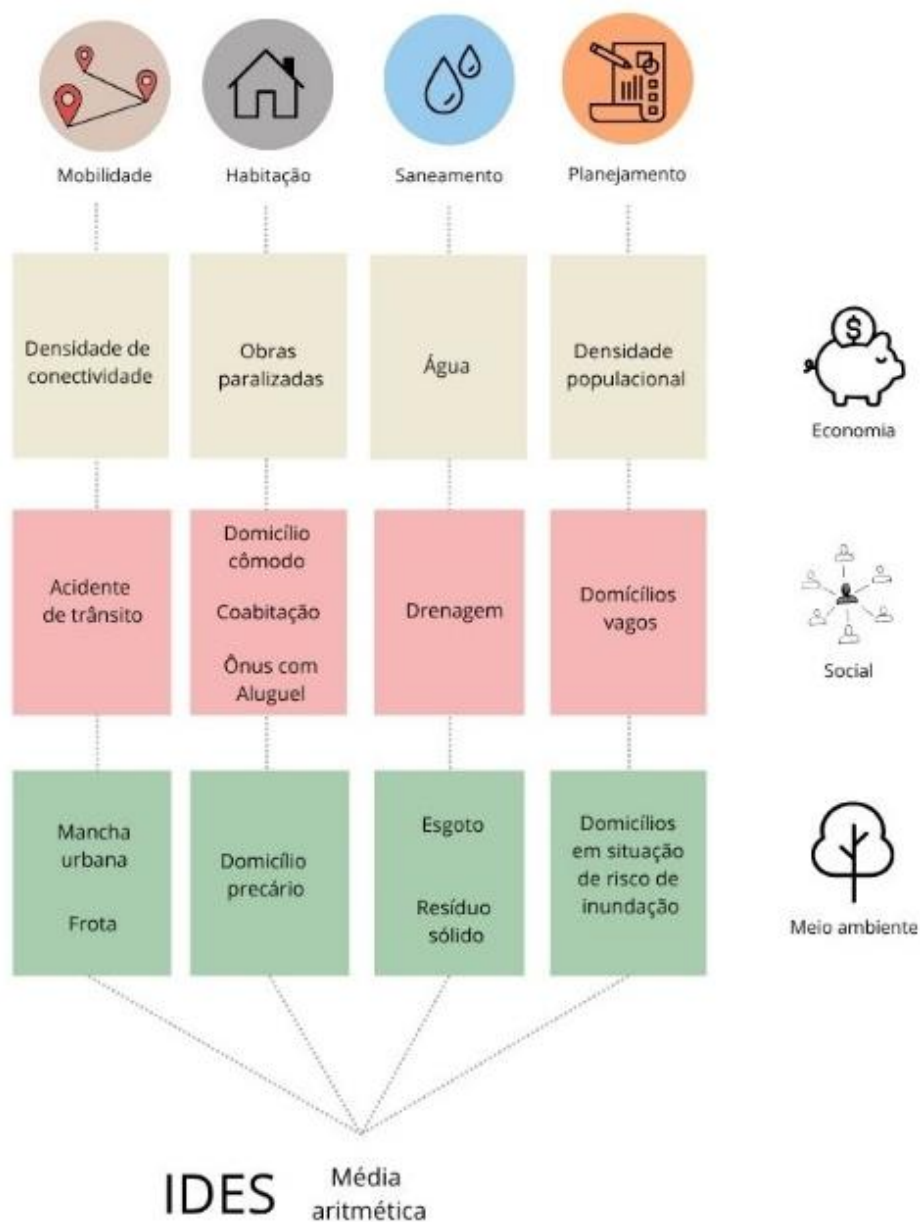 Mobilidade
Habitação
Saneamento
Planejamento
Densidade de
conectividade
Obras
paralizadas
Água
Densidade
populacional
$
Economia
Acidente
de trânsito
Domicílio
cômodo
Coabitação
Ônus com
Aluguel
Drenagem
Domícílios
vagos
Social
Mancha
urbana
Frota
Domicílio
precário
Esgoto
Resíduo
sólido
Domicílios
em situação
de risco de
inundação
Meio ambiente
IDES
Média
aritmética